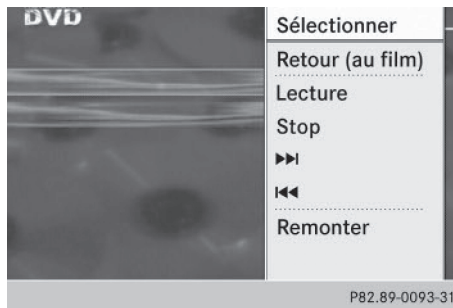 DVD
Sélectionner
Retour (au film)
Lecture
Stop
▶▶I
I◀◀
Remonter
P82.89-0093-31